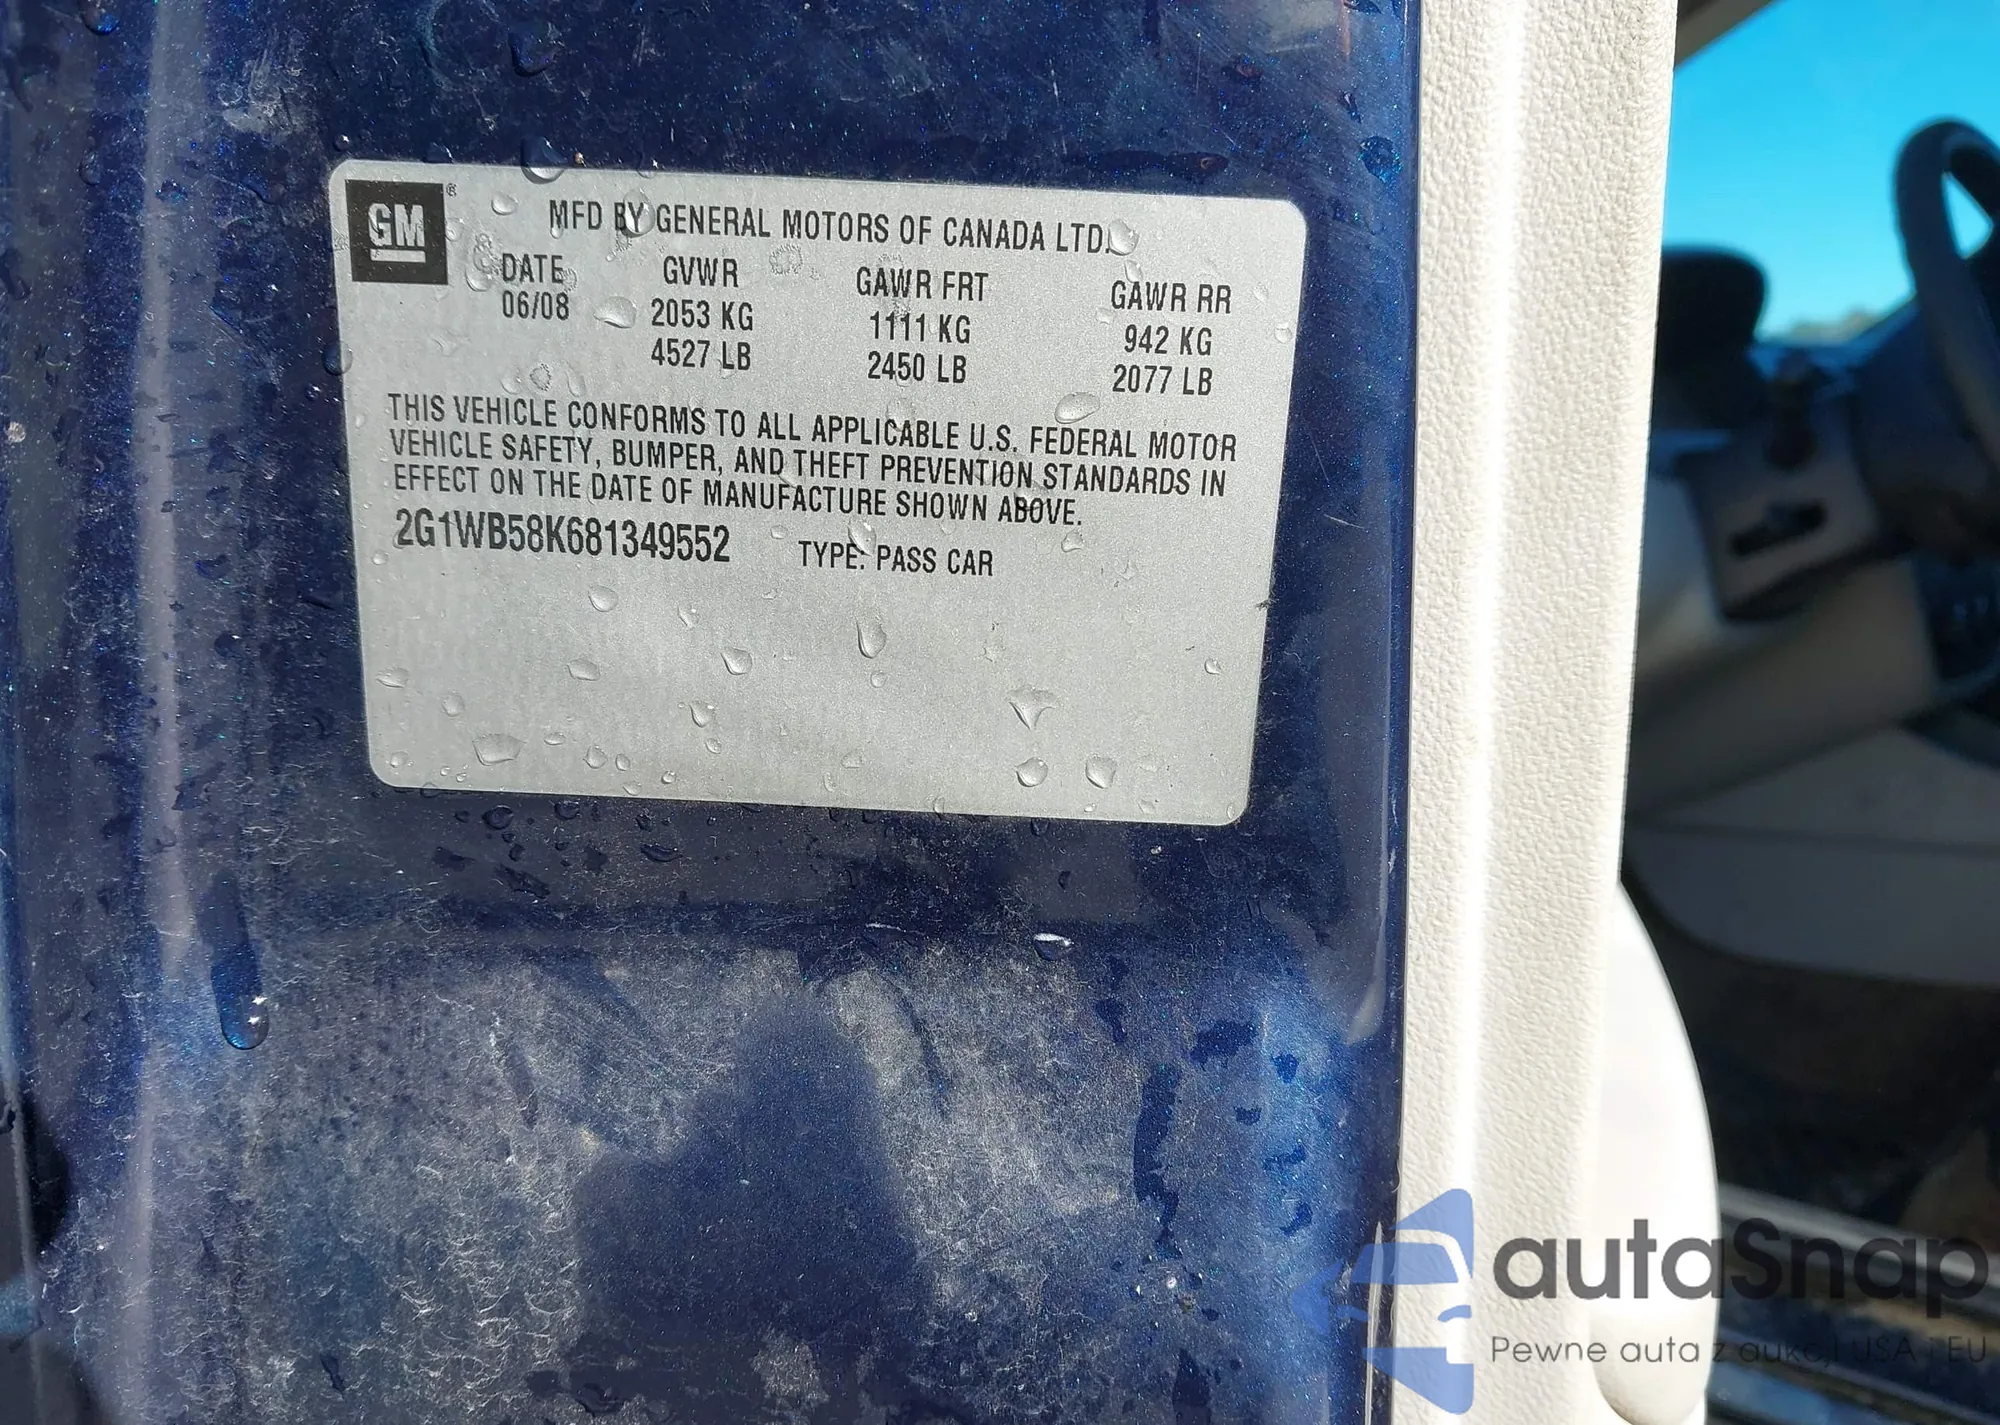 GM ®
MFD BY GENERAL MOTORS OF CANADA LTD.
DATE GVWR GAWR FRT GAWR RR
06/08 2053 KG 1111 KG 942 KG
4527 LB 2450 LB 2077 LB
THIS VEHICLE CONFORMS TO ALL APPLICABLE U.S. FEDERAL MOTOR
VEHICLE SAFETY, BUMPER, AND THEFT PREVENTION STANDARDS IN
EFFECT ON THE DATE OF MANUFACTURE SHOWN ABOVE.
2G1WB58K681349552 TYPE: PASS CAR
autaSnap
Pewne auta z aukcji USA i EU